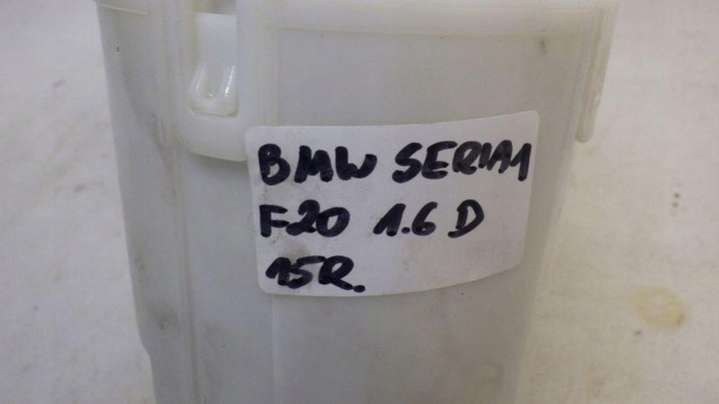 BMW SERIA1
F20 1.6 D
15R.